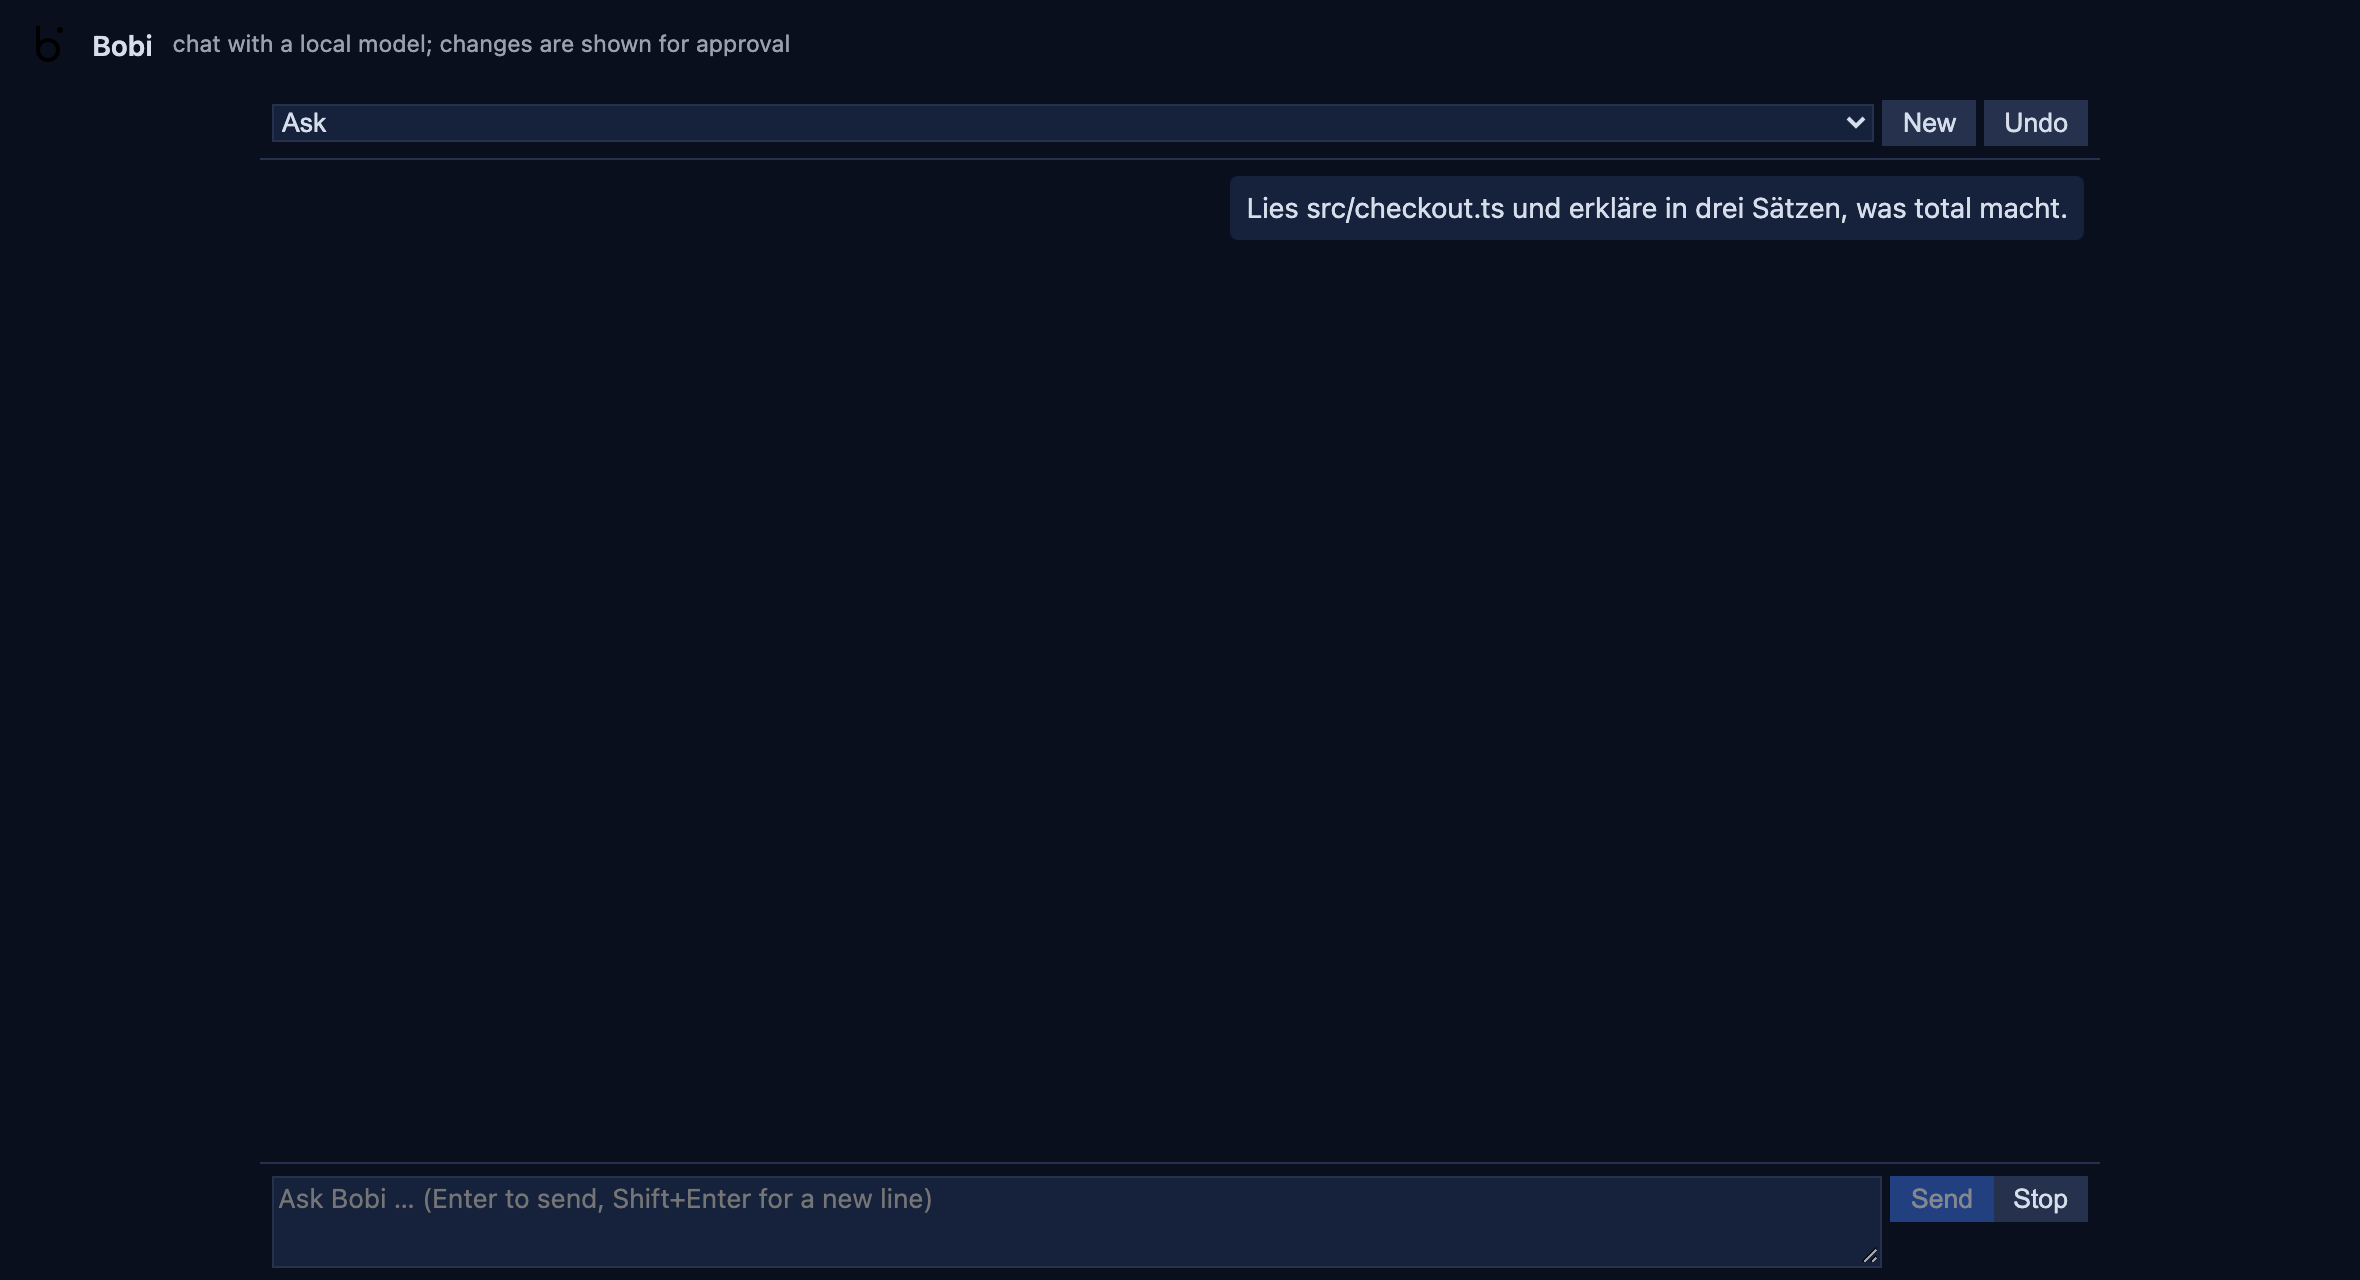 Bobi chat with a local model; changes are shown for approval
Ask New Undo
Lies src/checkout.ts und erkläre in drei Sätzen, was total macht.
Ask Bobi ... (Enter to send, Shift+Enter for a new line) Send Stop